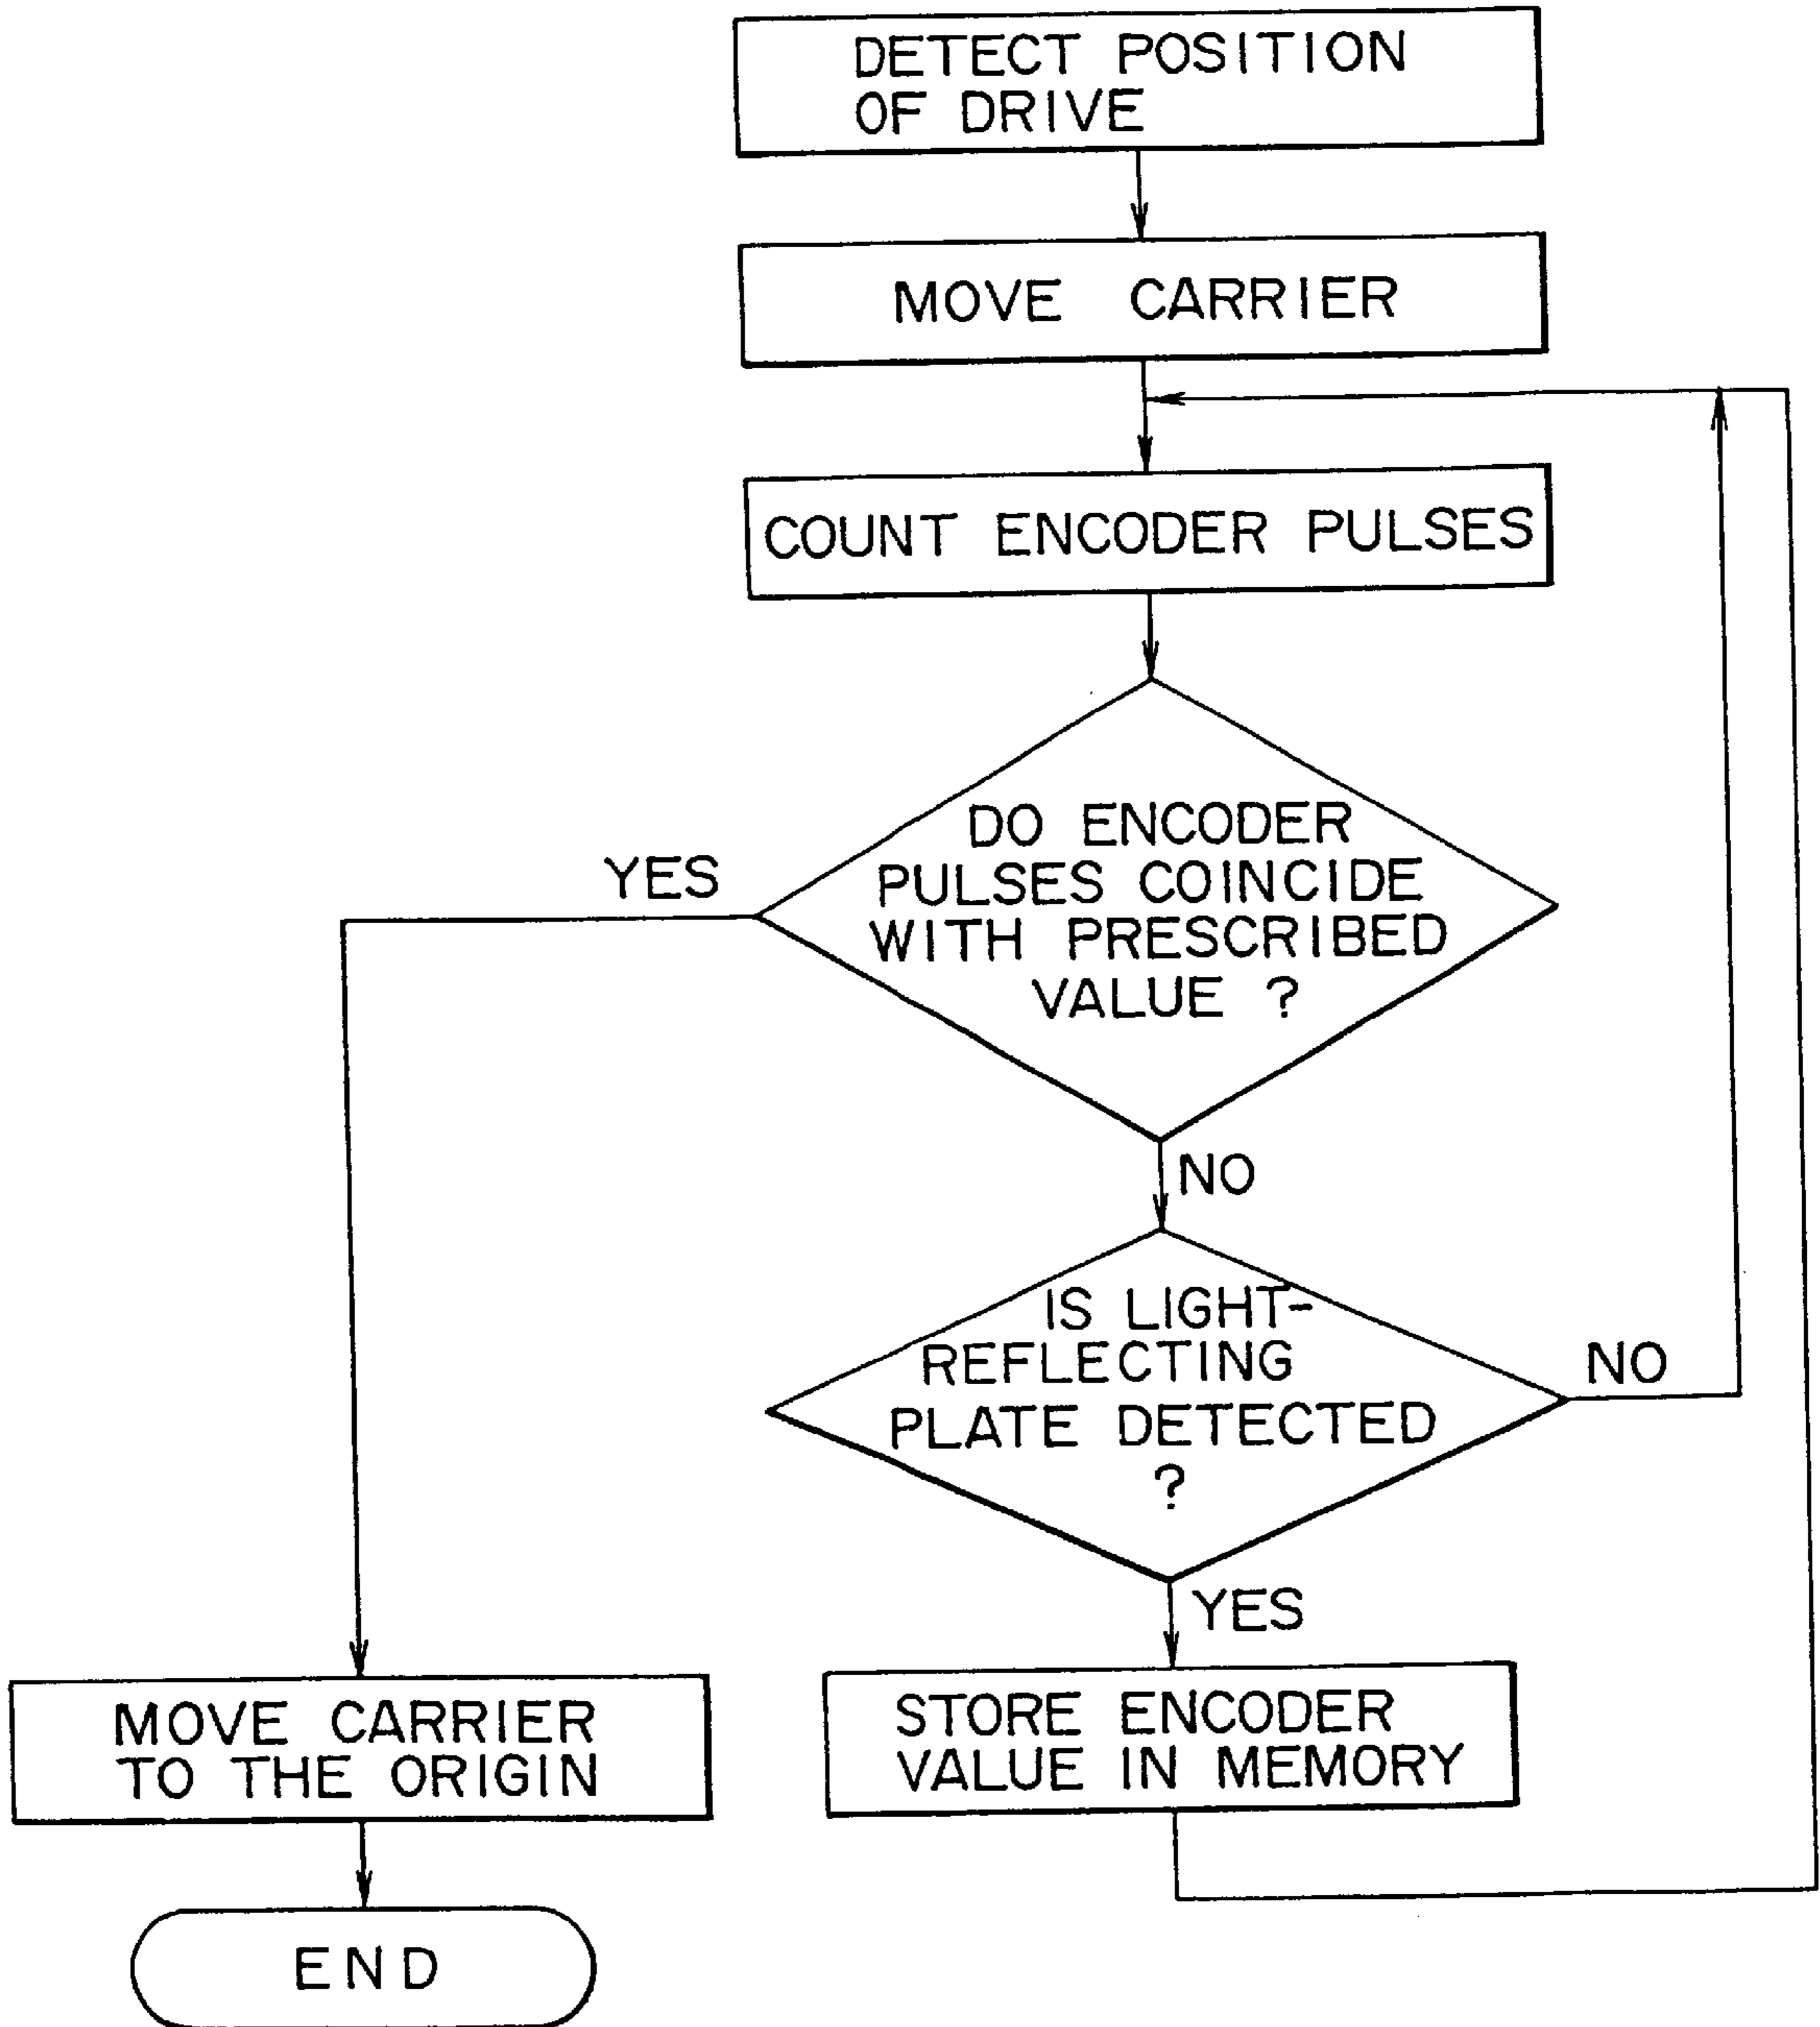 DETECT POSITION
OF DRIVE
MOVE CARRIER
COUNT ENCODER PULSES
DO ENCODER
PULSES COINCIDE
WITH PRESCRIBED
VALUE ?
YES
NO
IS LIGHT-
REFLECTING
PLATE DETECTED
?
NO
YES
MOVE CARRIER
TO THE ORIGIN
STORE ENCODER
VALUE IN MEMORY
END